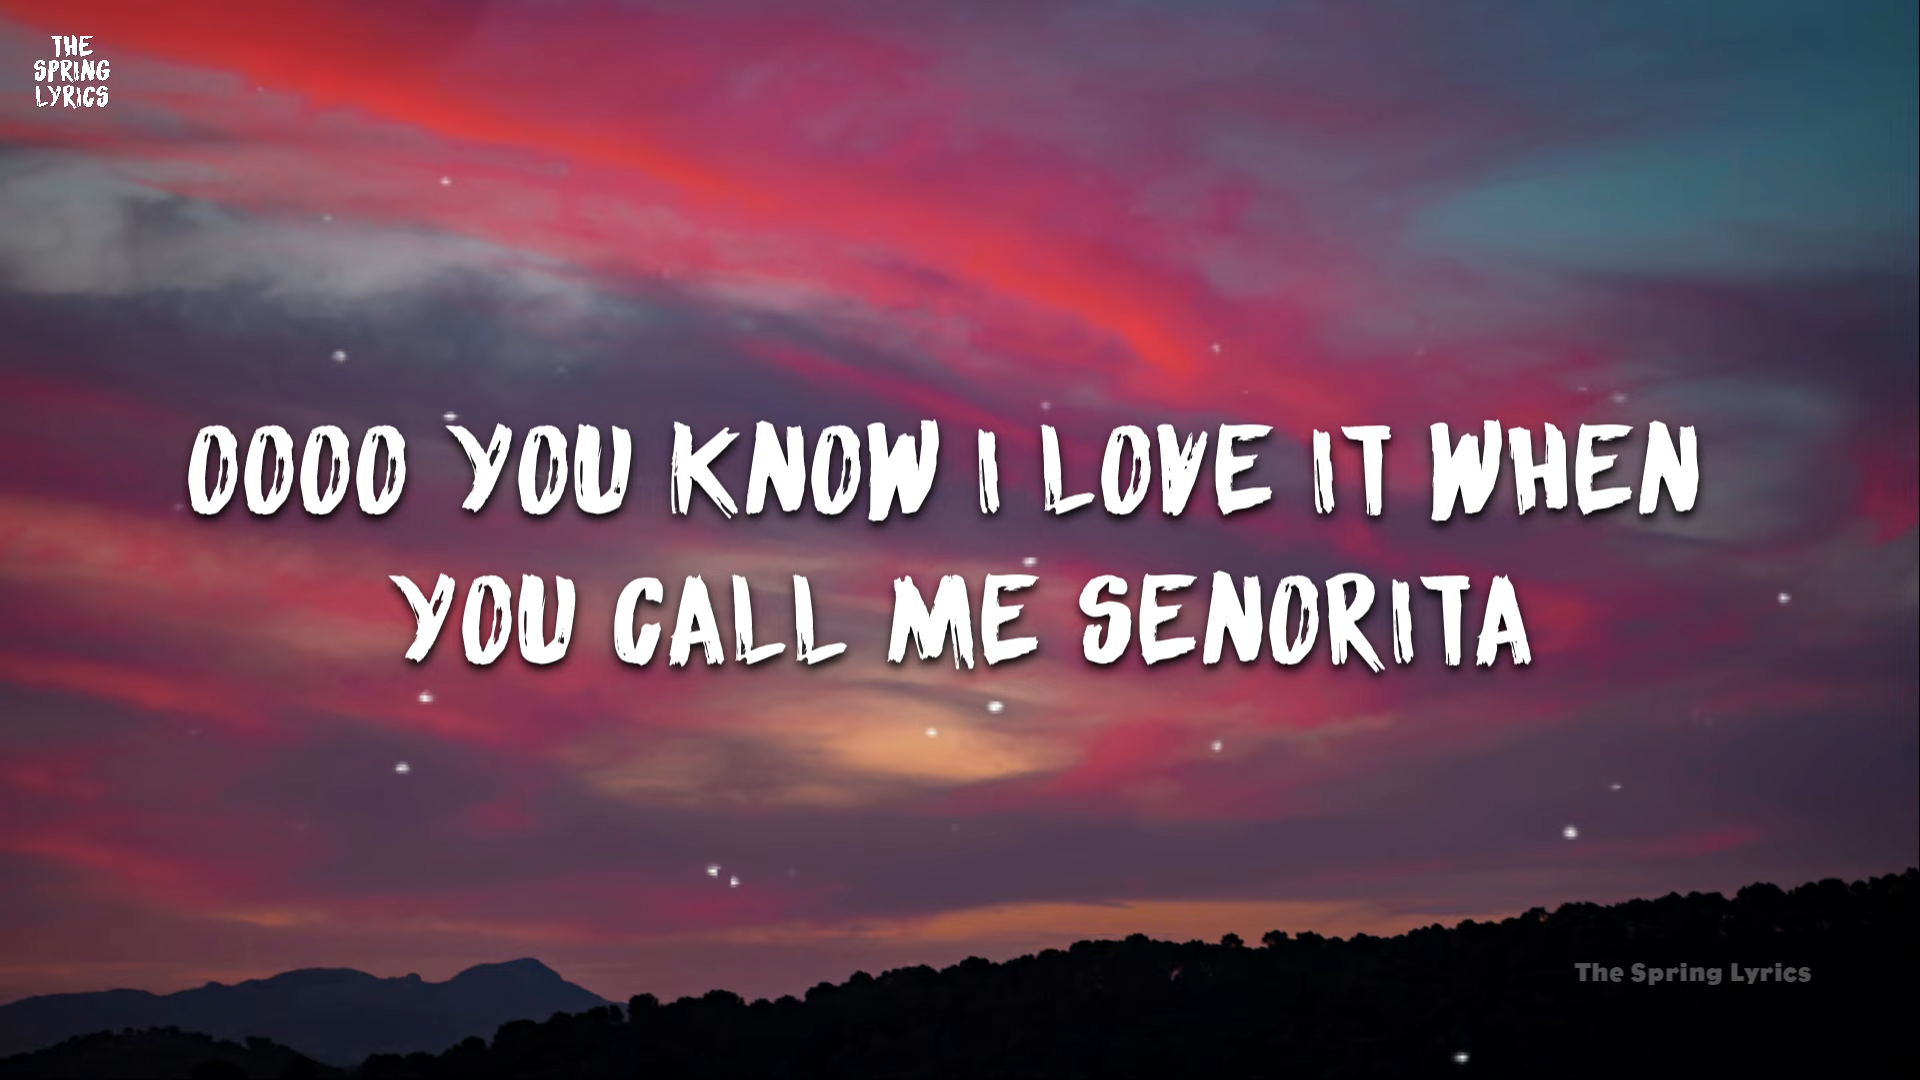 THE
SPRING
LYRICS
OOOO YOU KNOW I LOVE IT WHEN
YOU CALL ME SENORITA
The Spring Lyrics